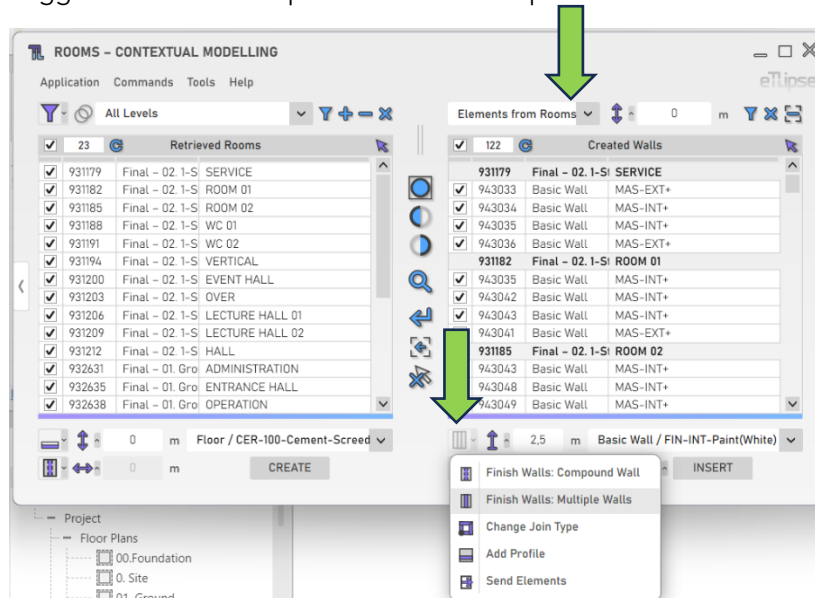 ROOMS – CONTEXTUAL MODELLING
Application Commands Tools Help
eTLipse
All Levels
Elements from Rooms 0 m
23 Retrieved Rooms
931179 Final – 02. 1-S SERVICE
931182 Final – 02. 1-S ROOM 01
931185 Final – 02. 1-S ROOM 02
931188 Final – 02. 1-S WC 01
931191 Final – 02. 1-S WC 02
931194 Final – 02. 1-S VERTICAL
931200 Final – 02. 1-S EVENT HALL
931203 Final – 02. 1-S OVER
931206 Final – 02. 1-S LECTURE HALL 01
931209 Final – 02. 1-S LECTURE HALL 02
931212 Final – 02. 1-S HALL
932631 Final – 01. Gro ADMINISTRATION
932635 Final – 01. Gro ENTRANCE HALL
932638 Final – 01. Gro OPERATION
122 Created Walls
931179 Final – 02. 1-St SERVICE
943033 Basic Wall MAS-EXT+
943034 Basic Wall MAS-INT+
943035 Basic Wall MAS-INT+
943036 Basic Wall MAS-EXT+
931182 Final – 02. 1-St ROOM 01
943035 Basic Wall MAS-INT+
943042 Basic Wall MAS-INT+
943043 Basic Wall MAS-INT+
943041 Basic Wall MAS-EXT+
931185 Final – 02. 1-St ROOM 02
943043 Basic Wall MAS-INT+
943048 Basic Wall MAS-INT+
943049 Basic Wall MAS-INT+
0 m Floor / CER-100-Cement-Screed
0 m CREATE
2,5 m Basic Wall / FIN-INT-Paint(White)
INSERT
Finish Walls: Compound Wall
Finish Walls: Multiple Walls
Change Join Type
Add Profile
Send Elements
Project
Floor Plans
00.Foundation
0. Site
01. Ground